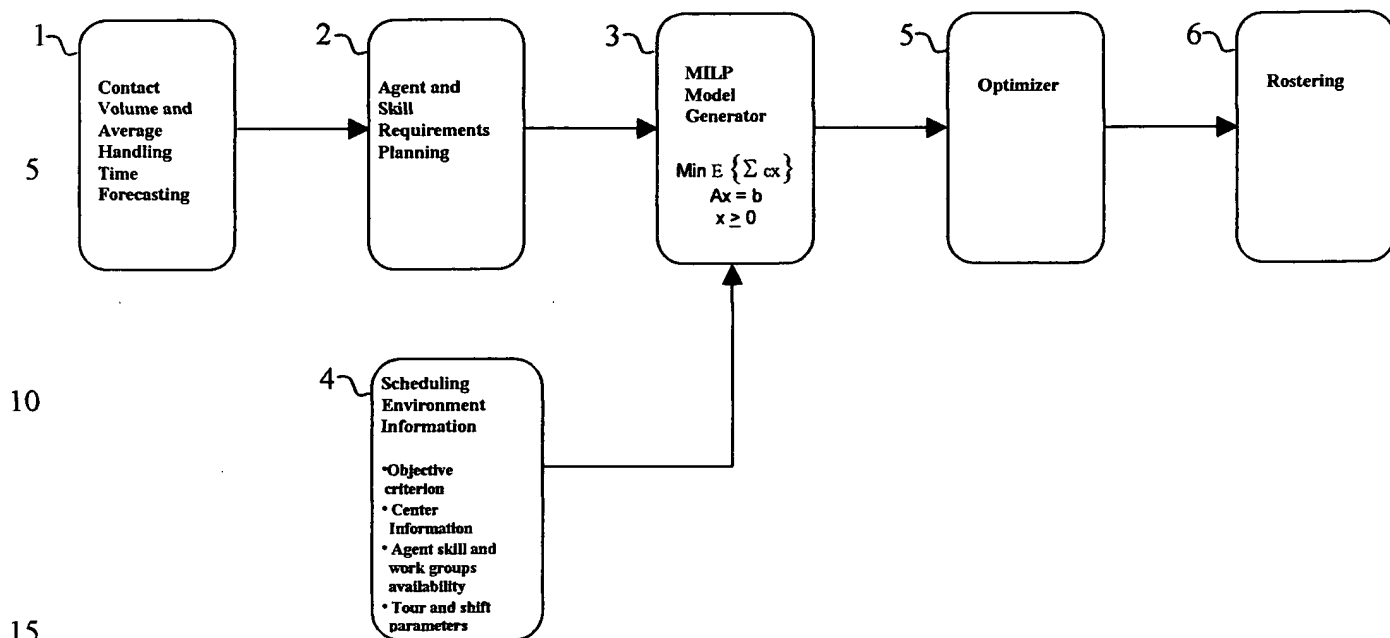 1
Contact
Volume and
Average
Handling
Time
Forecasting
2
Agent and
Skill
Requirements
Planning
3
MILP
Model
Generator
Min E { Σ cx}
Ax = b
x ≥ 0
5
Optimizer
6
Rostering
5
10
4
Scheduling
Environment
Information
•Objective
criterion
• Center
Information
• Agent skill and
work groups
availability
• Tour and shift
parameters
15